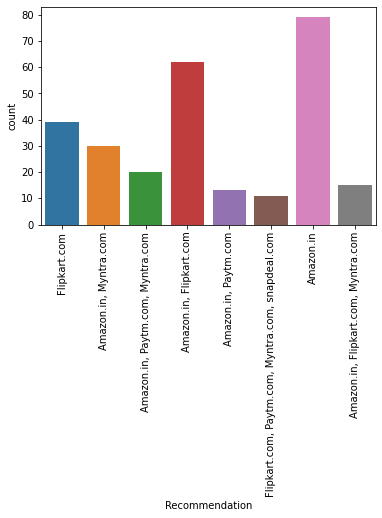 80
70
60
50
40
30
20
10
0
count
Flipkart.com
Amazon.in, Myntra.com
Amazon.in, Paytm.com, Myntra.com
Amazon.in, Flipkart.com
Amazon.in, Paytm.com
Flipkart.com, Paytm.com, Myntra.com, snapdeal.com
Amazon.in
Amazon.in, Flipkart.com, Myntra.com
Recommendation